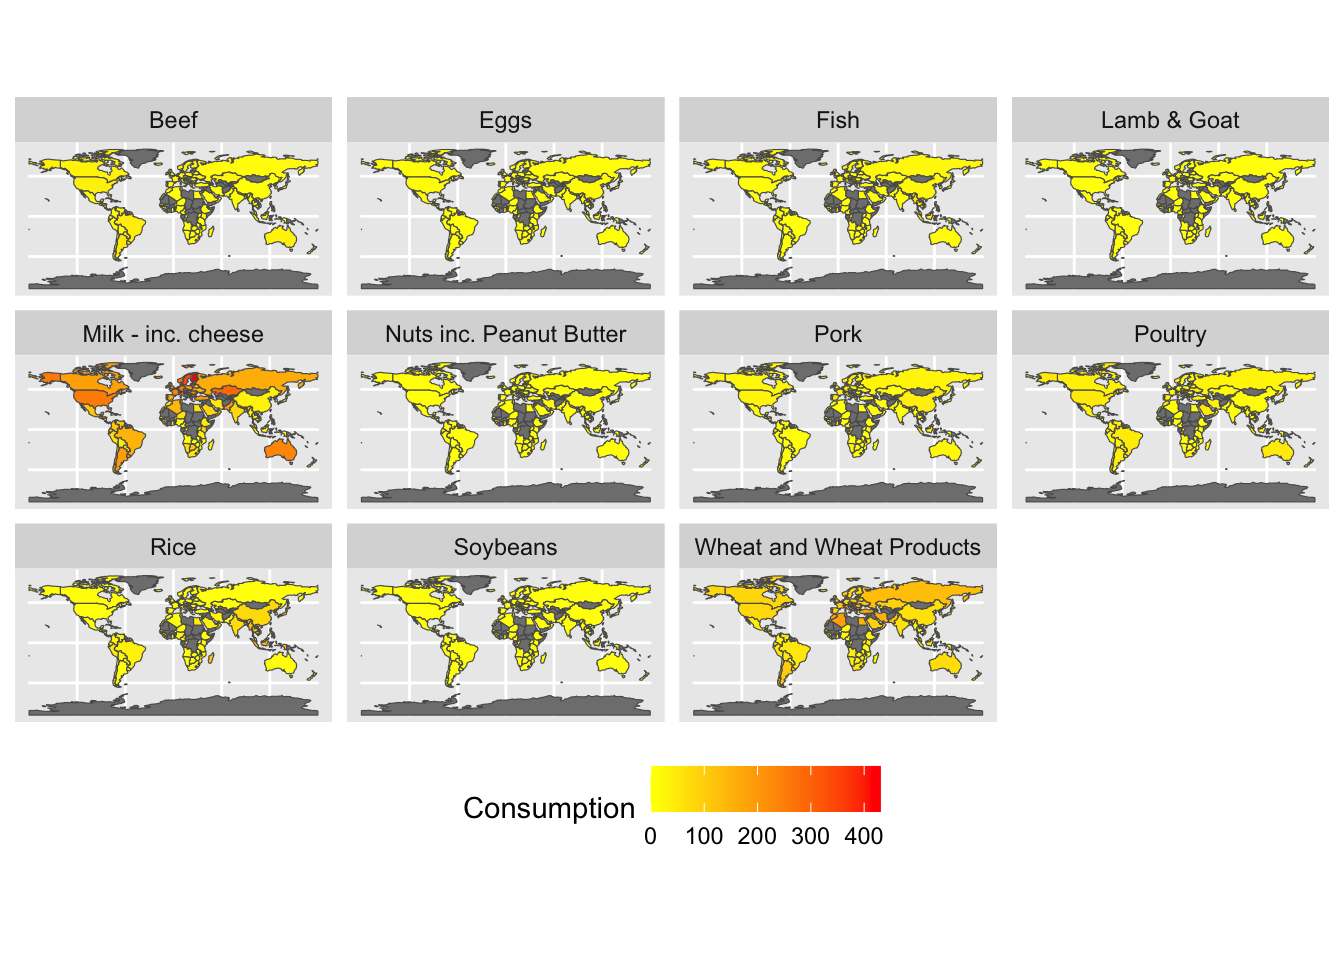 Beef
Eggs
Fish
Lamb & Goat
Milk - inc. cheese
Nuts inc. Peanut Butter
Pork
Poultry
Rice
Soybeans
Wheat and Wheat Products
Consumption
0 100 200 300 400